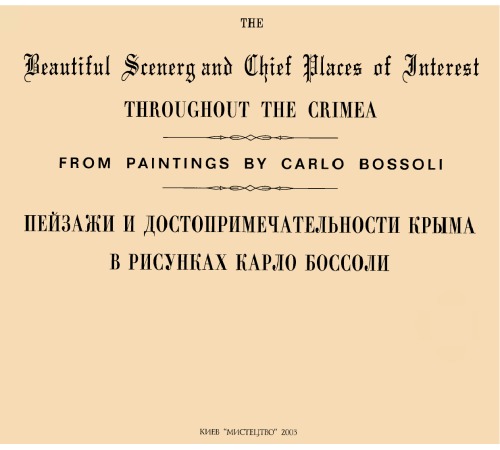 THE
Beautiful Scenerg and Chief Places of Interest
THROUGHOUT THE CRIMEA
FROM PAINTINGS BY CARLO BOSSOLI
ПЕЙЗАЖИ И ДОСТОПРИМЕЧАТЕЛЬНОСТИ КРЫМА
В РИСУНКАХ КАРЛО БОССОЛИ
КИЕВ "МИСТЕЦТВО" 2003